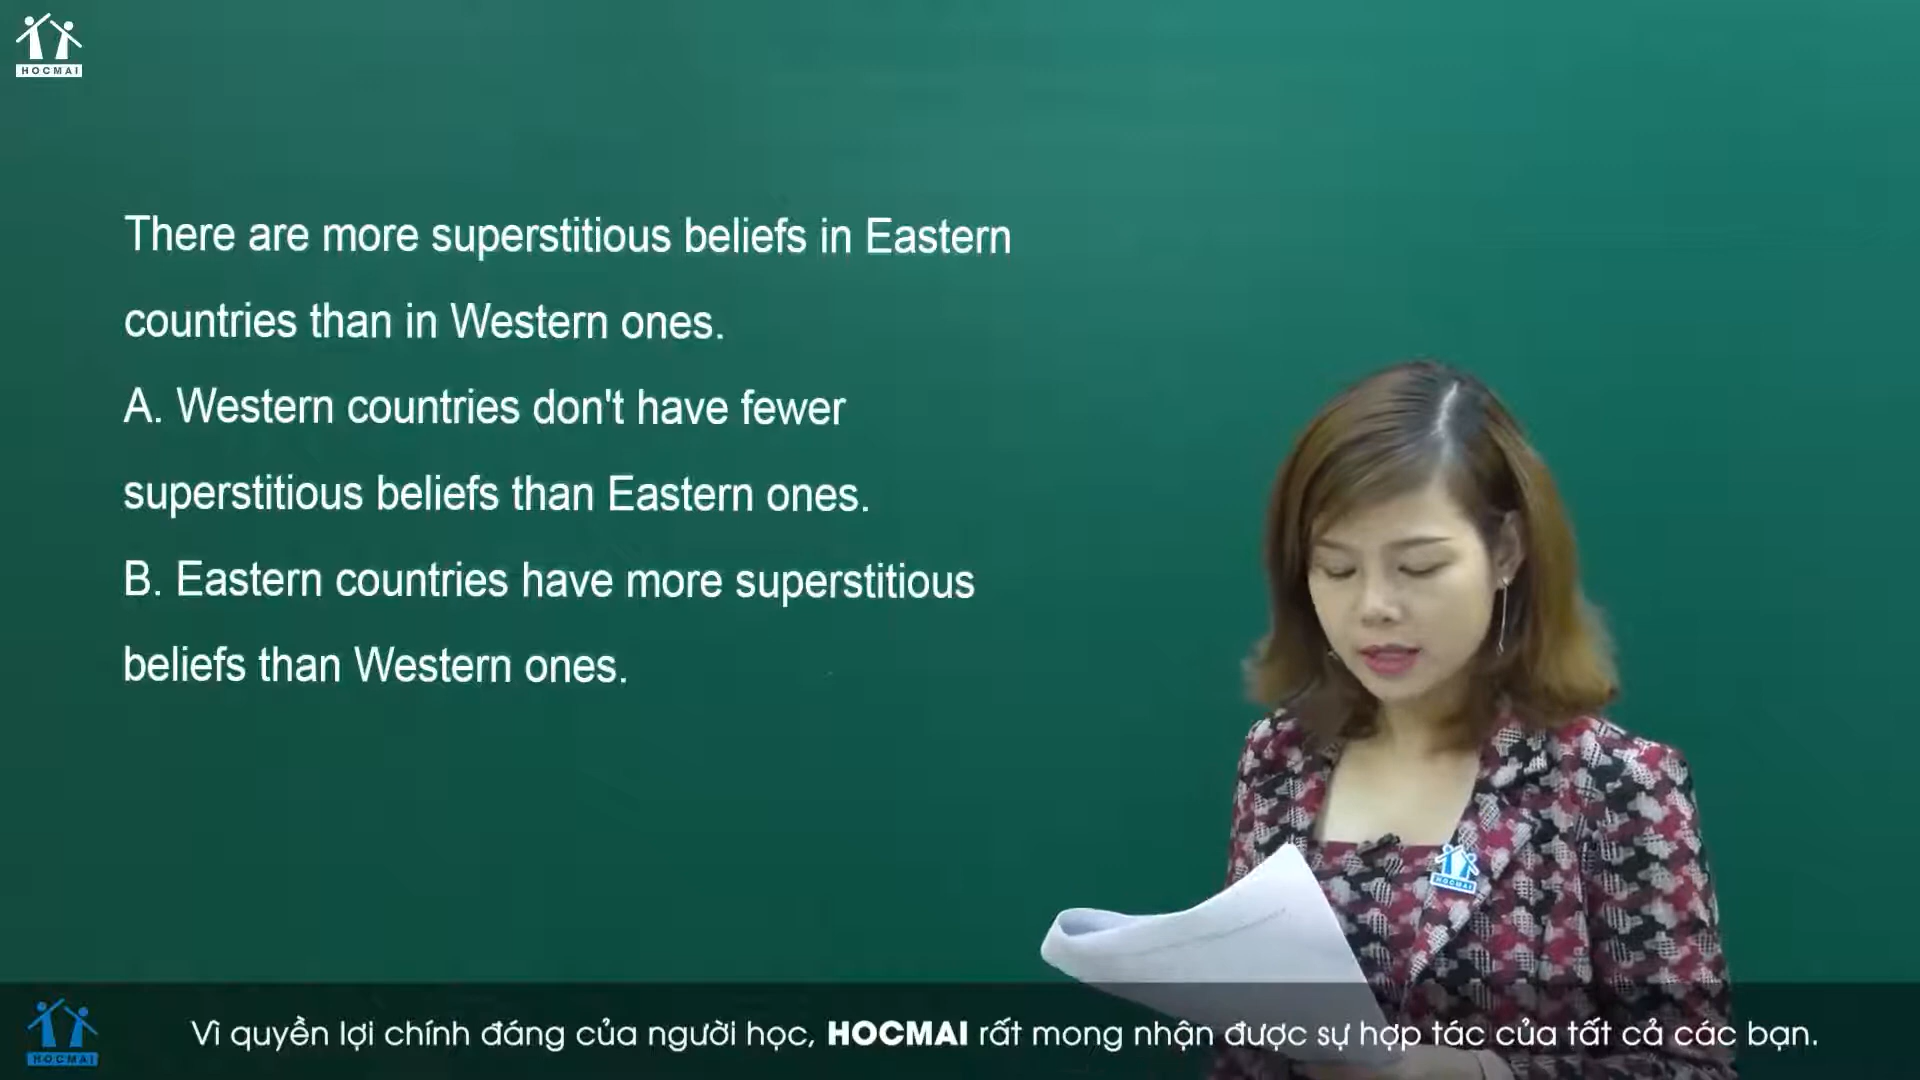 HOCMAI
There are more superstitious beliefs in Eastern
countries than in Western ones.
A. Western countries don't have fewer
superstitious beliefs than Eastern ones.
B. Eastern countries have more superstitious
beliefs than Western ones.
HOCMAI
HOCMAI
Vì quyền lợi chính đáng của người học, HOCMAI rất mong nhận được sự hợp tác của tất cả các bạn.